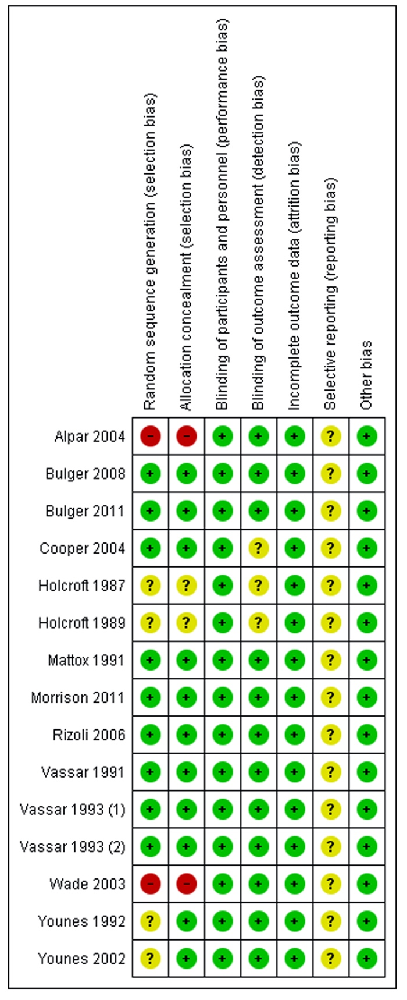 Random sequence generation (selection bias)
Allocation concealment (selection bias)
Blinding of participants and personnel (performance bias)
Blinding of outcome assessment (detection bias)
Incomplete outcome data (attrition bias)
Selective reporting (reporting bias)
Other bias
Alpar 2004 - - + + + ? +
Bulger 2008 + + + + + ? +
Bulger 2011 + + + + + ? +
Cooper 2004 + + + ? + ? +
Holcroft 1987 ? ? + ? + ? +
Holcroft 1989 ? ? + ? + ? +
Mattox 1991 + + + + + ? +
Morrison 2011 + + + + + ? +
Rizoli 2006 + + + + + ? +
Vassar 1991 + + + + + ? +
Vassar 1993 (1) + + + + + ? +
Vassar 1993 (2) + + + + + ? +
Wade 2003 - - + + + ? +
Younes 1992 ? + + + + ? +
Younes 2002 ? + + + + ? +